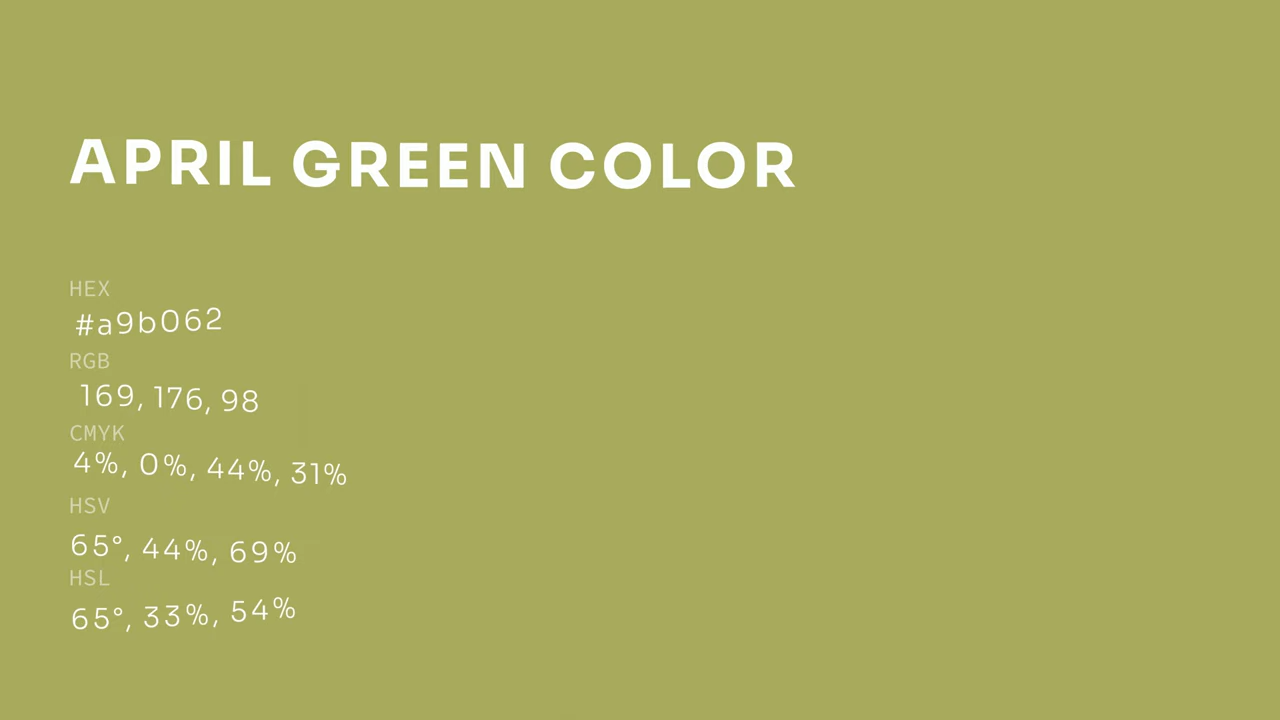 APRIL GREEN COLOR
HEX
#a9b062
RGB
169, 176, 98
CMYK
4%, 0%, 44%, 31%
HSV
65°, 44%, 69%
HSL
65°, 33%, 54%